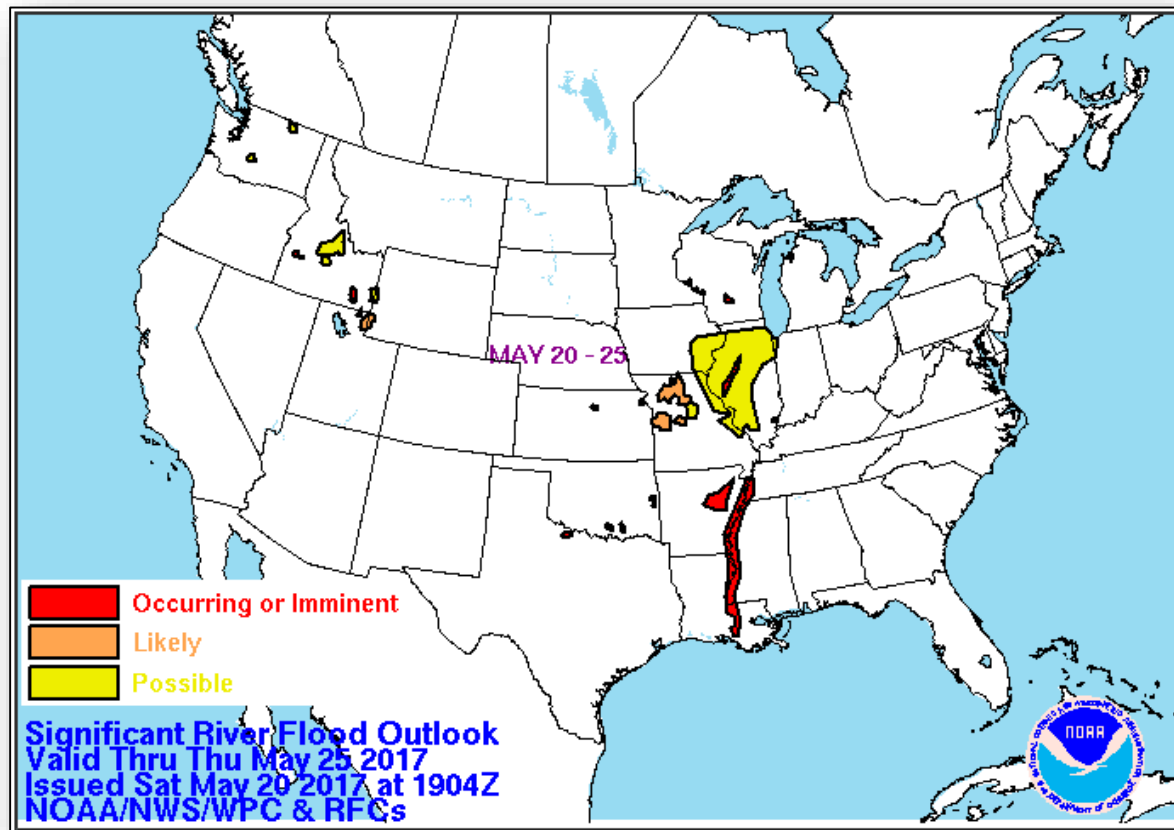 MAY 20 - 25
Occurring or Imminent
Likely
Possible
Significant River Flood Outlook
Valid Thru Thu May 25 2017
Issued Sat May 20 2017 at 1904Z
NOAA/NWS/WPC & RFCs
NOAA